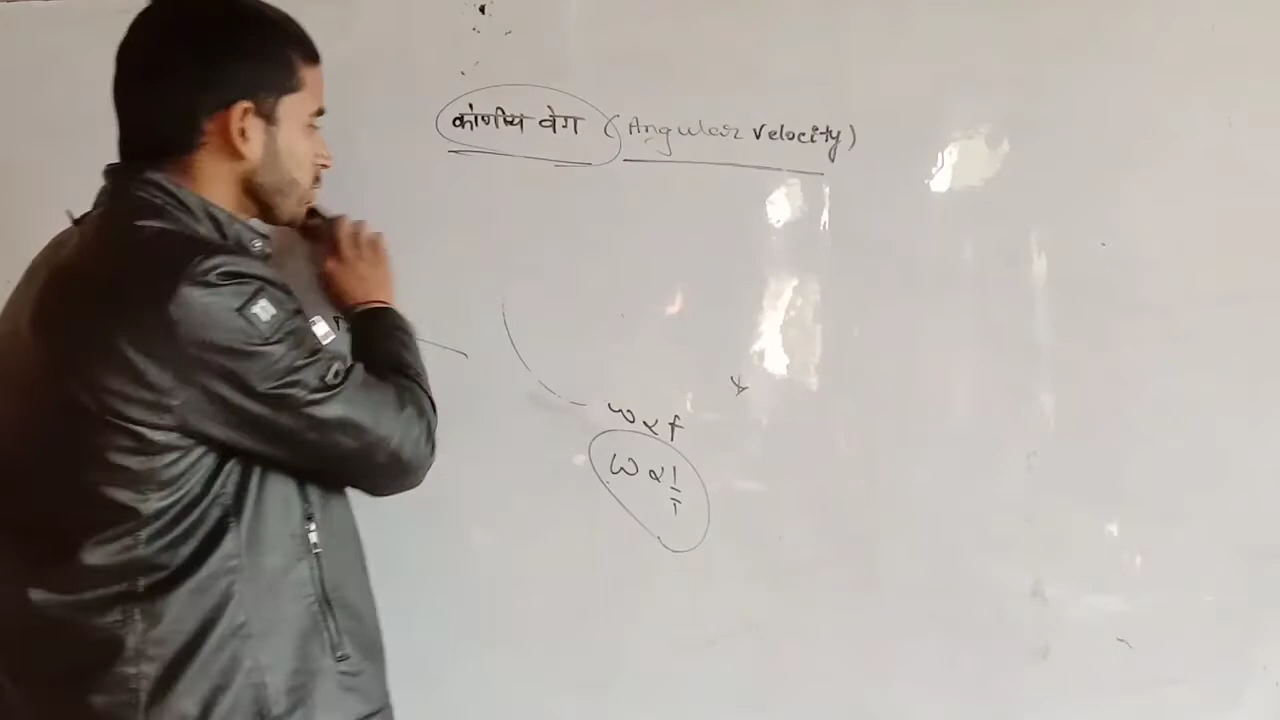 कोणीय वेग (Angular velocity)
ω α f
ω α 1/T